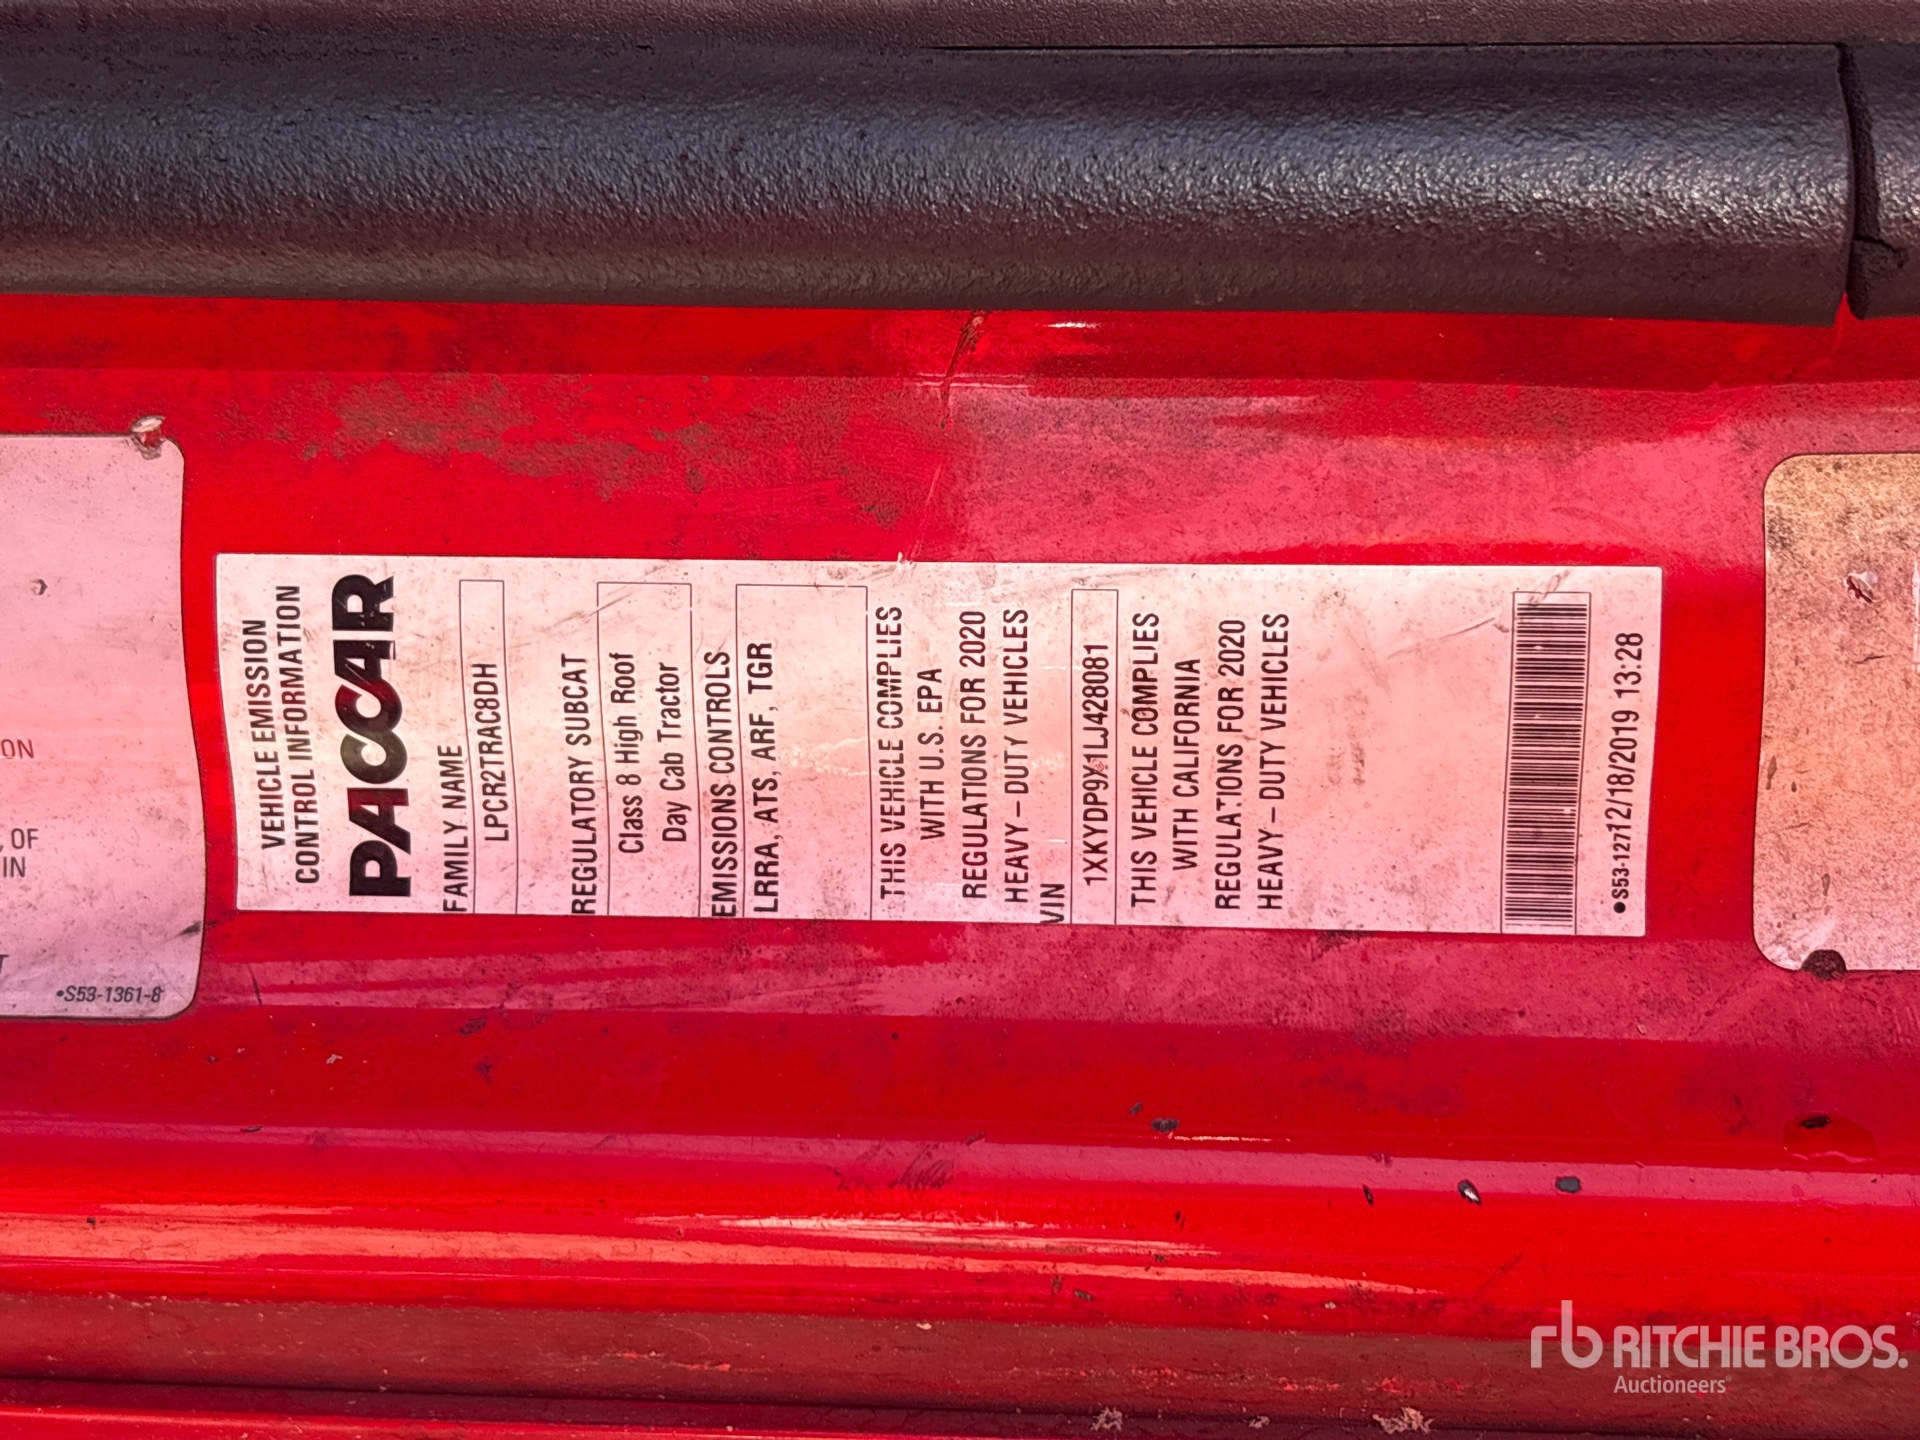 VEHICLE EMISSION
CONTROL INFORMATION
PACCAR
FAMILY NAME
LPCR2TRAC8DH
REGULATORY SUBCAT
Class 8 High Roof
Day Cab Tractor
EMISSIONS CONTROLS
LRRA, ATS, ARF, TGR
THIS VEHICLE COMPLIES
WITH U.S. EPA
REGULATIONS FOR 2020
HEAVY-DUTY VEHICLES
VIN
1XKYDP9X1LJ428081
THIS VEHICLE COMPLIES
WITH CALIFORNIA
REGULATIONS FOR 2020
HEAVY-DUTY VEHICLES
•S53-12712/18/2019 13:28
ON
, OF
IN
T
•S53-1361-8
rb RITCHIE BROS.
Auctioneers